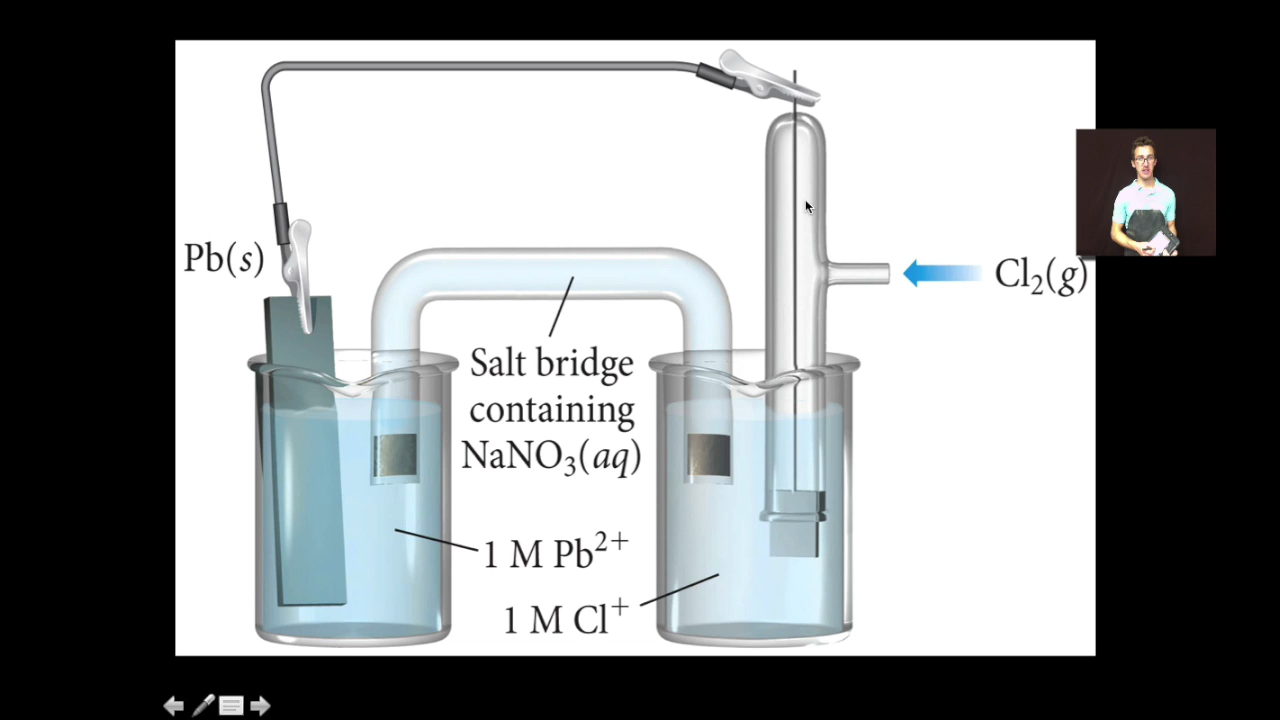 Pb(s)
Cl₂(g)
Salt bridge
containing
NaNO₃(aq)
1 M Pb²⁺
1 M Cl⁺